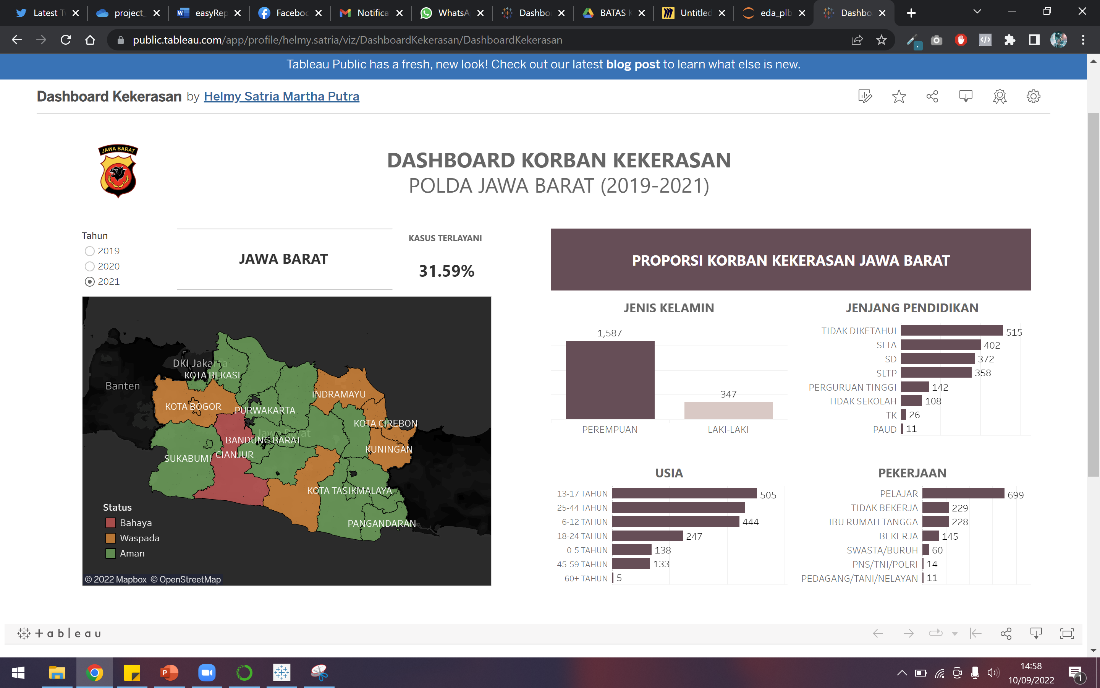 Latest T
project_
easyRep
Facebo
Notifica
WhatsA
Dashbo
BATAS
Untitled
eda_plb
Dashbo
public.tableau.com/app/profile/helmy.satria/viz/DashboardKekerasan/DashboardKekerasan
Tableau Public has a fresh, new look! Check out our latest blog post to learn what else is new.
Dashboard Kekerasan by Helmy Satria Martha Putra
JAWA BARAT
DASHBOARD KORBAN KEKERASAN
POLDA JAWA BARAT (2019-2021)
Tahun
2019
2020
2021
JAWA BARAT
KASUS TERLAYANI
31.59%
DKI Jakarta
KOTA BEKASI
Banten
INDRAMAYU
KOTA BOGOR
PURWAKARTA
KOTA CIREBON
BANDUNG BARAT
KUNINGAN
SUKABUMI
CIANJUR
KOTA TASIKMALAYA
PANGANDARAN
Status
Bahaya
Waspada
Aman
© 2022 Mapbox © OpenStreetMap
PROPORSI KORBAN KEKERASAN JAWA BARAT
JENIS KELAMIN
1,587
347
PEREMPUAN
LAKI-LAKI
JENJANG PENDIDIKAN
TIDAK DIKETAHUI 515
SLTA 402
SD 372
SLTP 358
PERGURUAN TINGGI 142
TIDAK SEKOLAH 108
TK 26
PAUD 11
USIA
13-17 TAHUN 505
25-44 TAHUN
6-12 TAHUN 444
18-24 TAHUN 247
0-5 TAHUN 138
45-59 TAHUN 133
60+ TAHUN 5
PEKERJAAN
PELAJAR 699
TIDAK BEKERJA 229
IBU RUMAH TANGGA 228
BEKERJA 145
SWASTA/BURUH 60
PNS/TNI/POLRI 14
PEDAGANG/TANI/NELAYAN 11
+ a b l e a u
14:58
10/09/2022
1